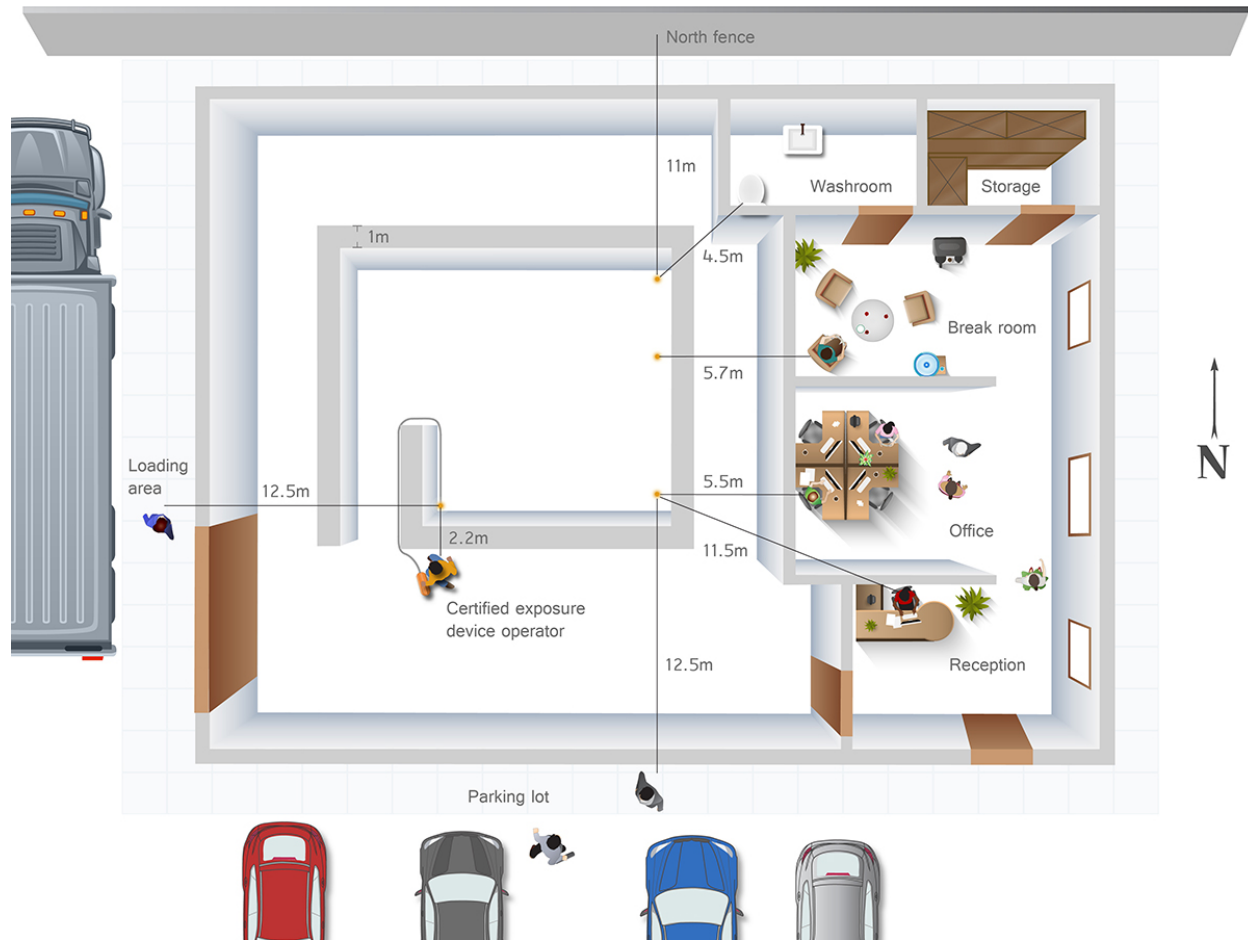 North fence
11m
Washroom
Storage
1m
4.5m
Break room
5.7m
Loading
area
12.5m
5.5m
2.2m
Office
11.5m
Certified exposure
device operator
12.5m
Reception
Parking lot
N